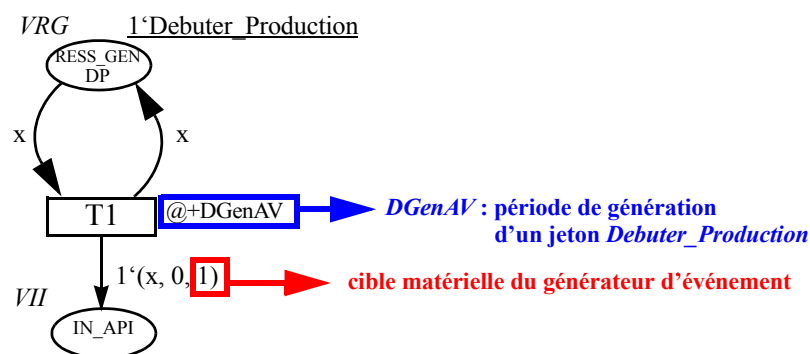 VRG 1‘Debuter_Production
RESS_GEN
DP
x x
T1 @+DGenAV DGenAV : période de génération
d’un jeton Debuter_Production
1‘(x, 0, 1) cible matérielle du générateur d’événement
VII
IN_API